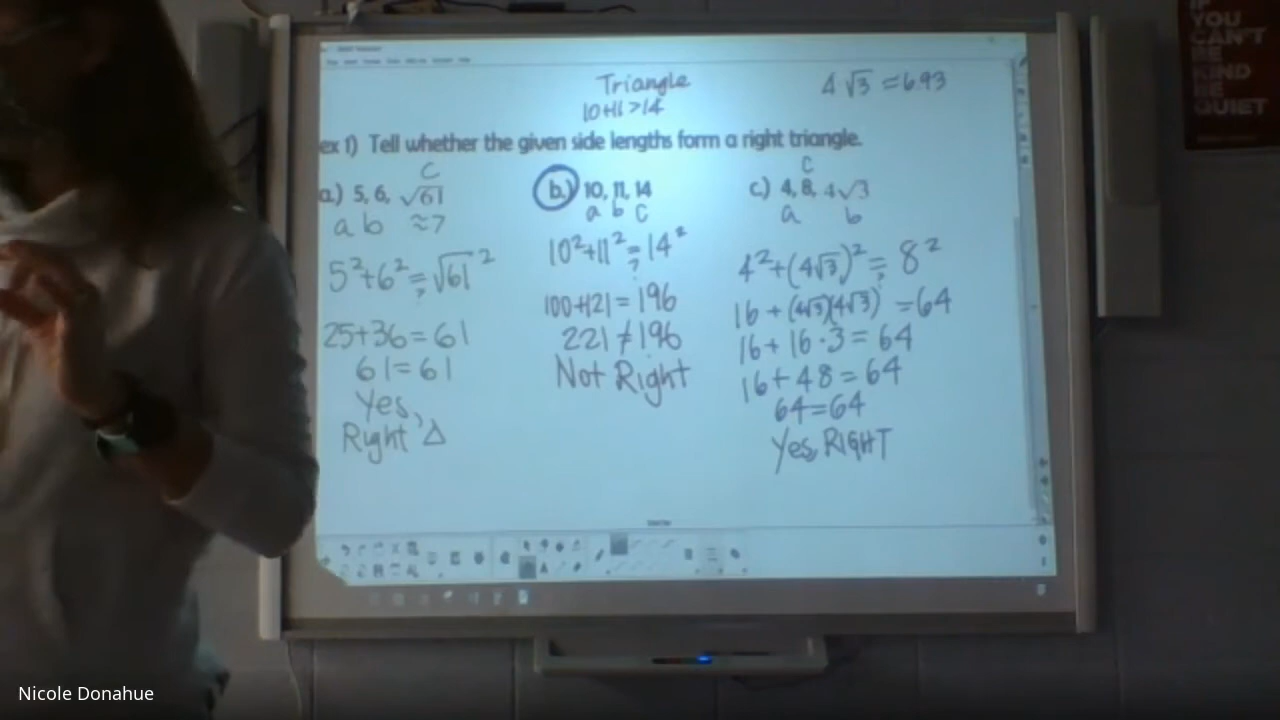 IF
YOU
CAN'T
BE
KIND
BE
QUIET
Triangle
10+11>14
4√3 =6.93
ex 1) Tell whether the given side lengths form a right triangle.
c
a.) 5, 6, √61
a b ≈7
5²+6² =? √61²
25+36=61
61=61
Yes,
Right Δ
b.) 10, 11, 14
a b c
10²+11² =? 14²
100+121=196
221≠196
Not Right
c
c.) 4, 8, 4√3
a b
4²+(4√3)² =? 8²
16+(4√3)(4√3) =64
16+16·3=64
16+48=64
64=64
Yes, RIGHT
Nicole Donahue